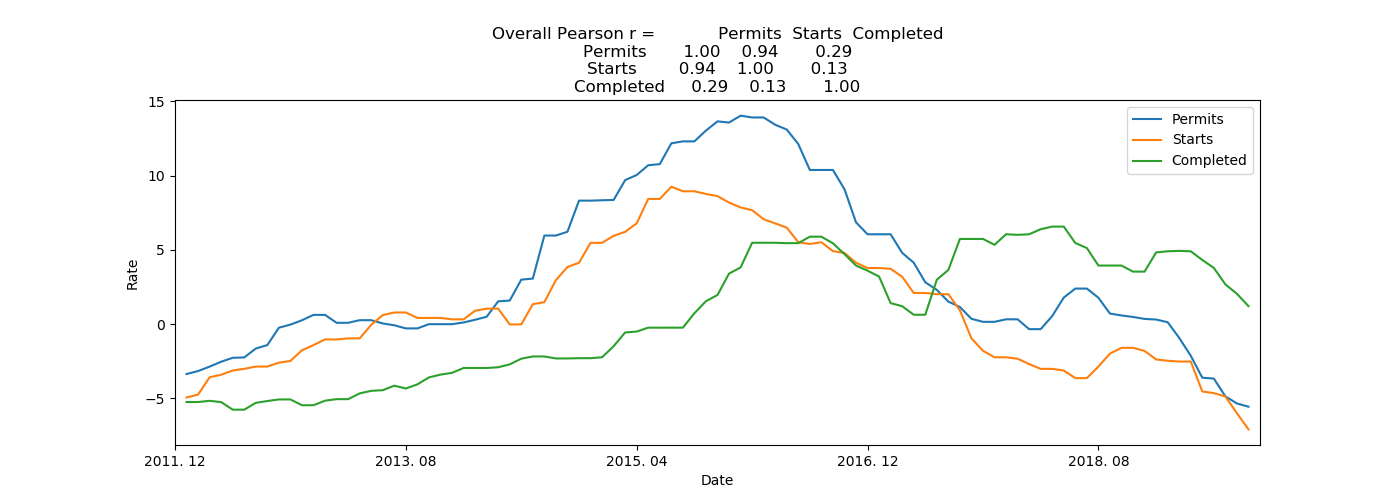 Overall Pearson r = Permits Starts Completed
Permits 1.00 0.94 0.29
Starts 0.94 1.00 0.13
Completed 0.29 0.13 1.00
Permits
Starts
Completed
15
10
5
0
−5
Rate
2011. 12
2013. 08
2015. 04
2016. 12
2018. 08
Date